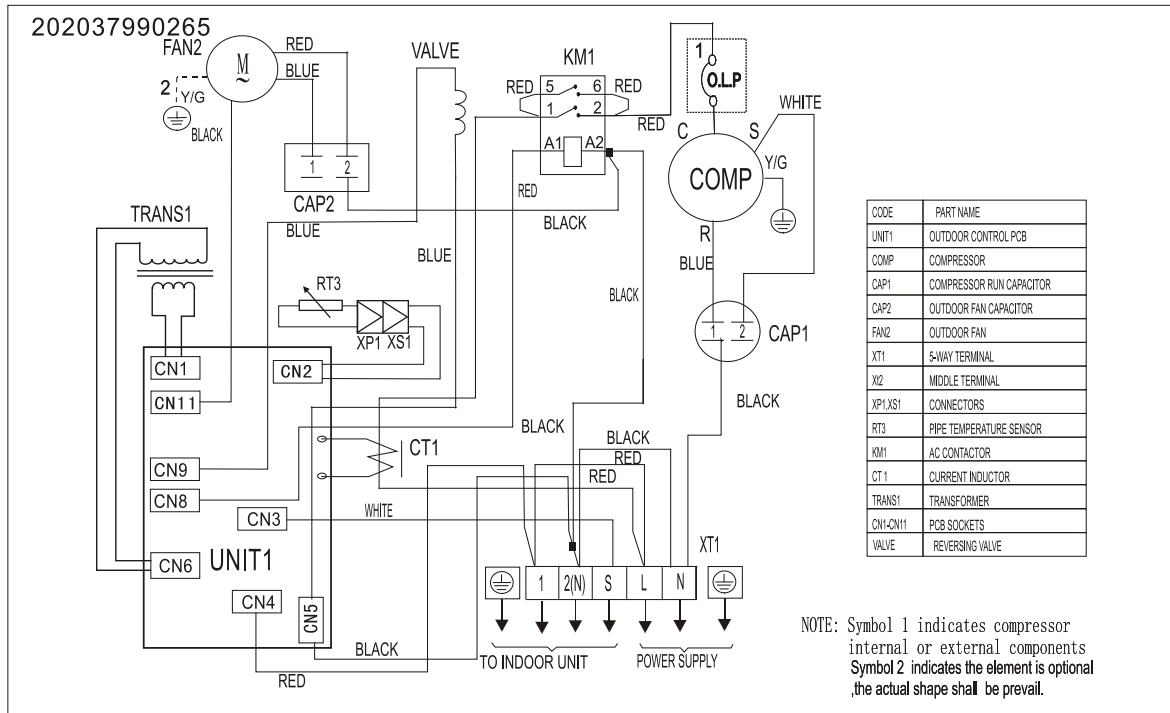 202037990265
FAN2
RED
BLUE
VALVE
KM1
M
~
2
Y/G
BLACK
1
O.L.P
RED
5
6
RED
1
2
RED
WHITE
C
S
A1
A2
Y/G
1
2
RED
COMP
CAP2
BLACK
BLUE
TRANS1
R
BLUE
BLUE
RT3
BLACK
XP1
XS1
1
2
CAP1
CN1
CN2
CN11
BLACK
BLACK
BLACK
CT1
RED
RED
RED
CN9
CN8
CN3
WHITE
XT1
CN6
UNIT1
1
2(N)
S
L
N
CN4
CN5
BLACK
TO INDOOR UNIT
POWER SUPPLY
RED
CODE PART NAME
UNIT1 OUTDOOR CONTROL PCB
COMP COMPRESSOR
CAP1 COMPRESSOR RUN CAPACITOR
CAP2 OUTDOOR FAN CAPACITOR
FAN2 OUTDOOR FAN
XT1 5-WAY TERMINAL
Xt2 MIDDLE TERMINAL
XP1,XS1 CONNECTORS
RT3 PIPE TEMPERATURE SENSOR
KM1 AC CONTACTOR
CT 1 CURRENT INDUCTOR
TRANS1 TRANSFORMER
CN1-CN11 PCB SOCKETS
VALVE REVERSING VALVE
NOTE: Symbol 1 indicates compressor
internal or external components
Symbol 2 indicates the element is optional
,the actual shape shall be prevail.